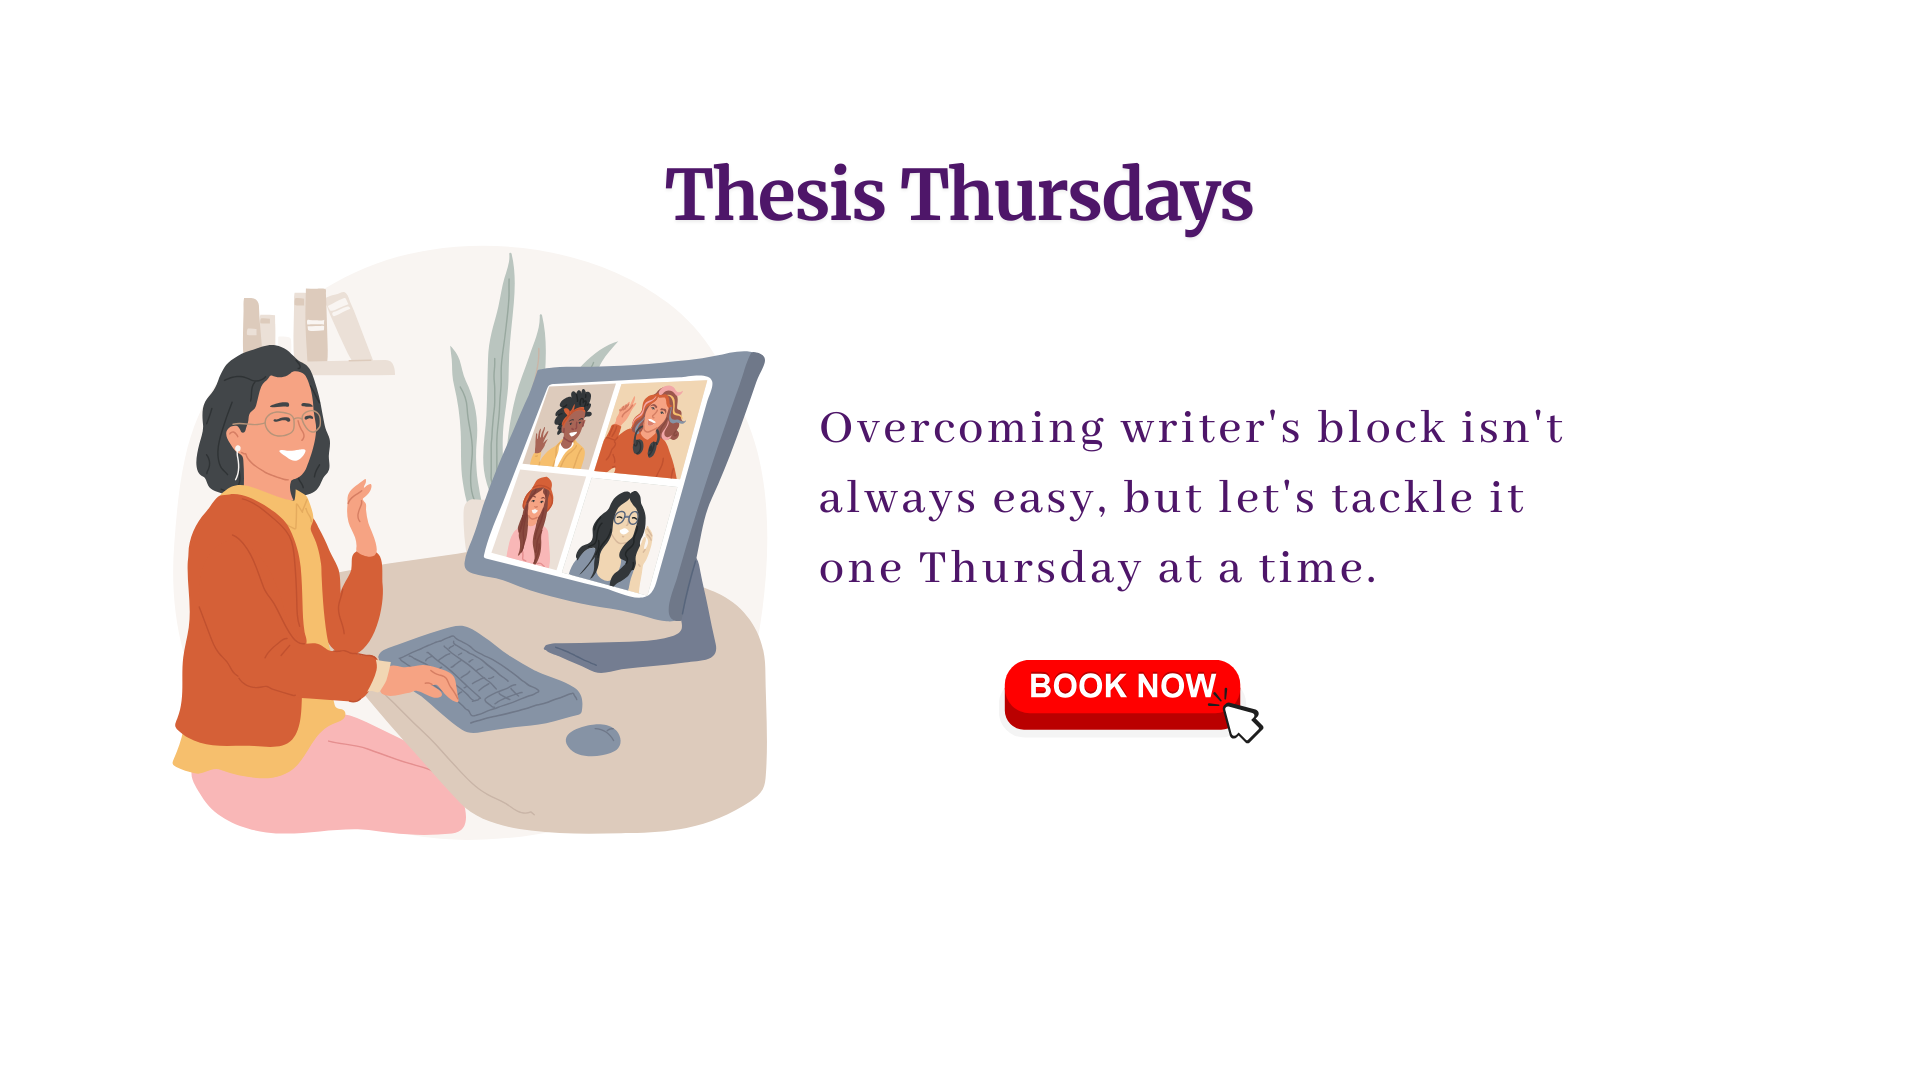 Thesis Thursdays
Overcoming writer's block isn't
always easy, but let's tackle it
one Thursday at a time.
BOOK NOW